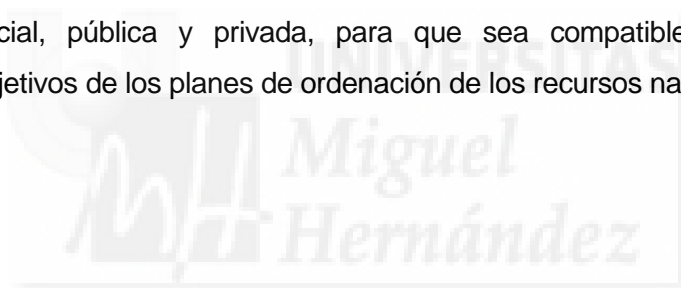 cial, pública y privada, para que sea compatible
jetivos de los planes de ordenación de los recursos na
UNIVERSITAS
Miguel
Hernández